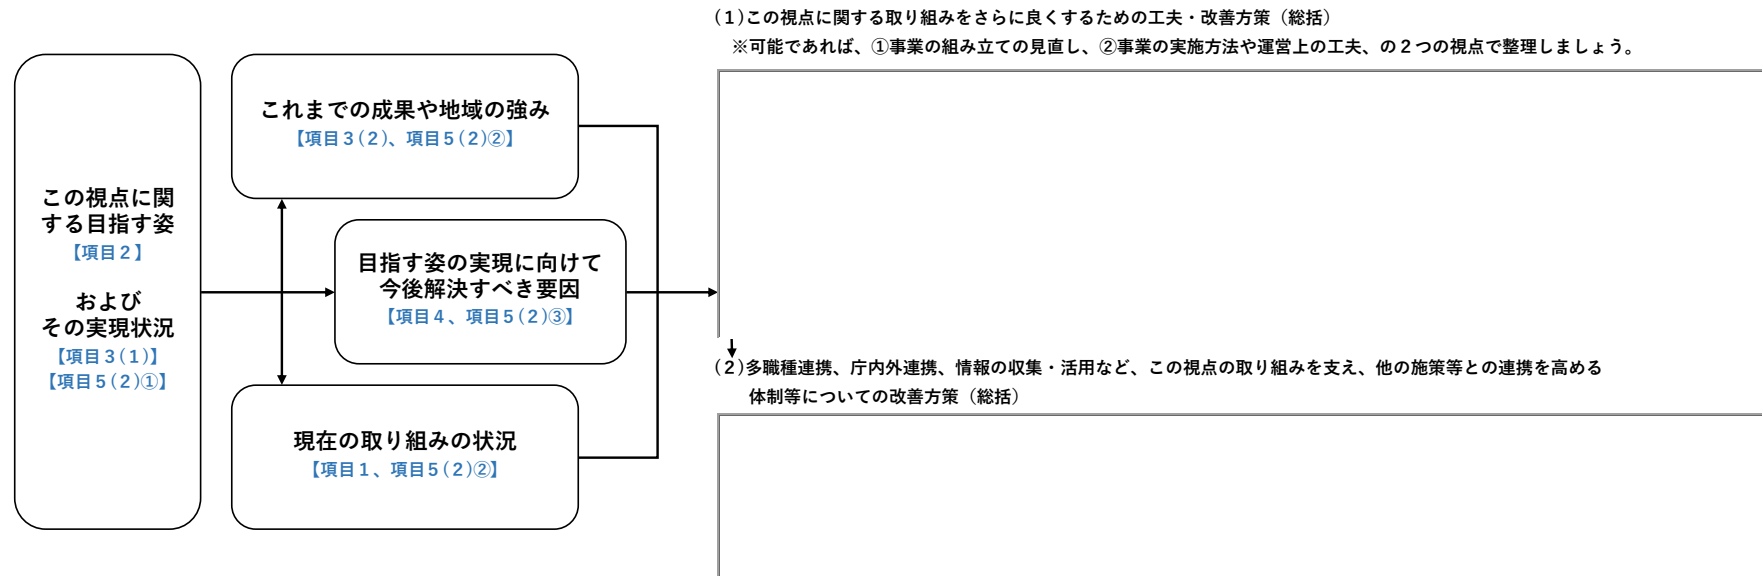 この視点に関
する目指す姿
【項目２】
および
その実現状況
【項目３(１)】
【項目５(２)①】
これまでの成果や地域の強み
【項目３(２)、項目５(２)②】
目指す姿の実現に向けて
今後解決すべき要因
【項目４、項目５(２)③】
現在の取り組みの状況
【項目１、項目５(２)②】
(１)この視点に関する取り組みをさらに良くするための工夫・改善方策（総括）
※可能であれば、①事業の組み立ての見直し、②事業の実施方法や運営上の工夫、の２つの視点で整理しましょう。
(２)多職種連携、庁内外連携、情報の収集・活用など、この視点の取り組みを支え、他の施策等との連携を高める
体制等についての改善方策（総括）